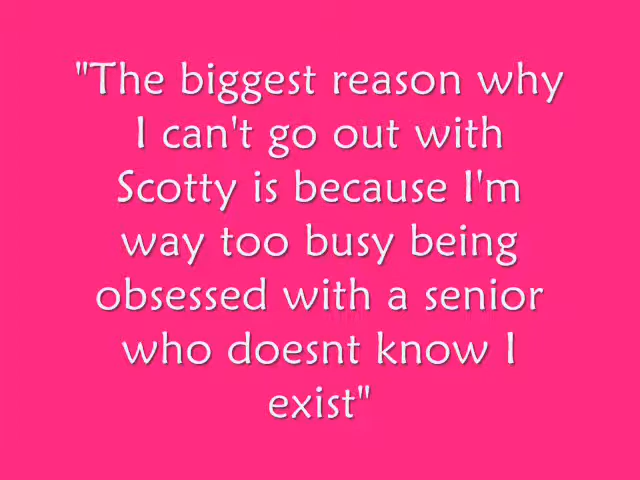 "The biggest reason why
I can't go out with
Scotty is because I'm
way too busy being
obsessed with a senior
who doesnt know I
exist"